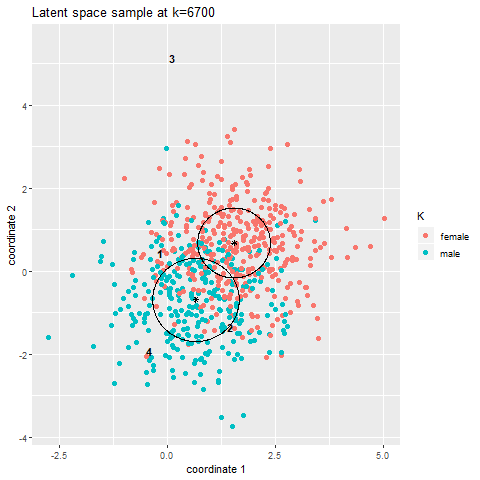 Latent space sample at k=6700
3
4
2
0
-2
-4
1
2
4
*
*
-2.5
0.0
2.5
5.0
coordinate 1
coordinate 2
K
female
male